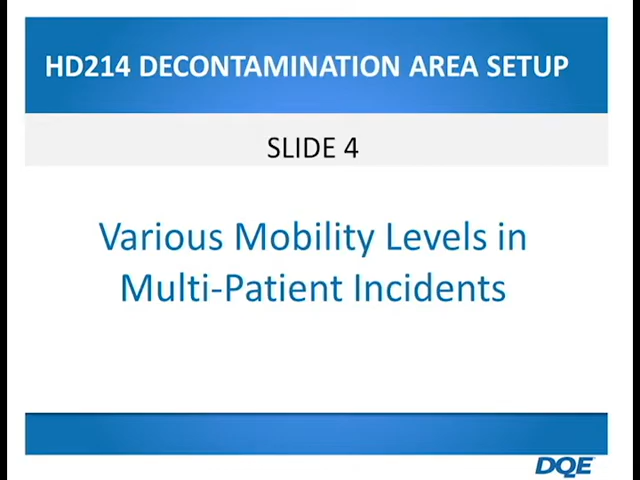 HD214 DECONTAMINATION AREA SETUP
SLIDE 4
Various Mobility Levels in
Multi-Patient Incidents
DQE